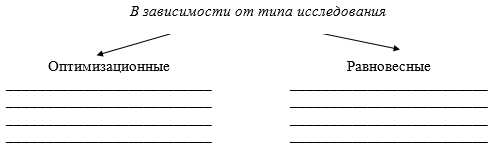 В зависимости от типа исследования
Оптимизационные Равновесные